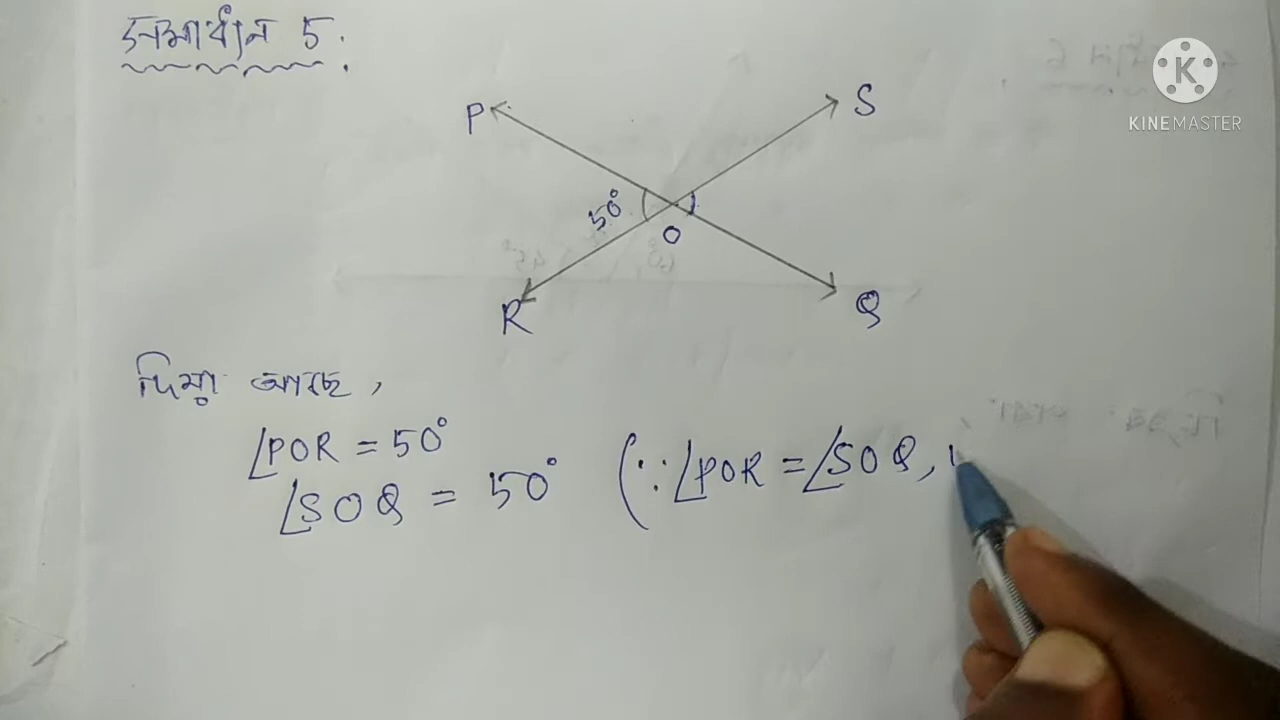 সমাধান 5.
KINEMASTER
P
S
50°
O
R
Q
দিয়া আছে,
∠POR = 50°
∠SOQ = 50° (∵∠POR = ∠SOQ,